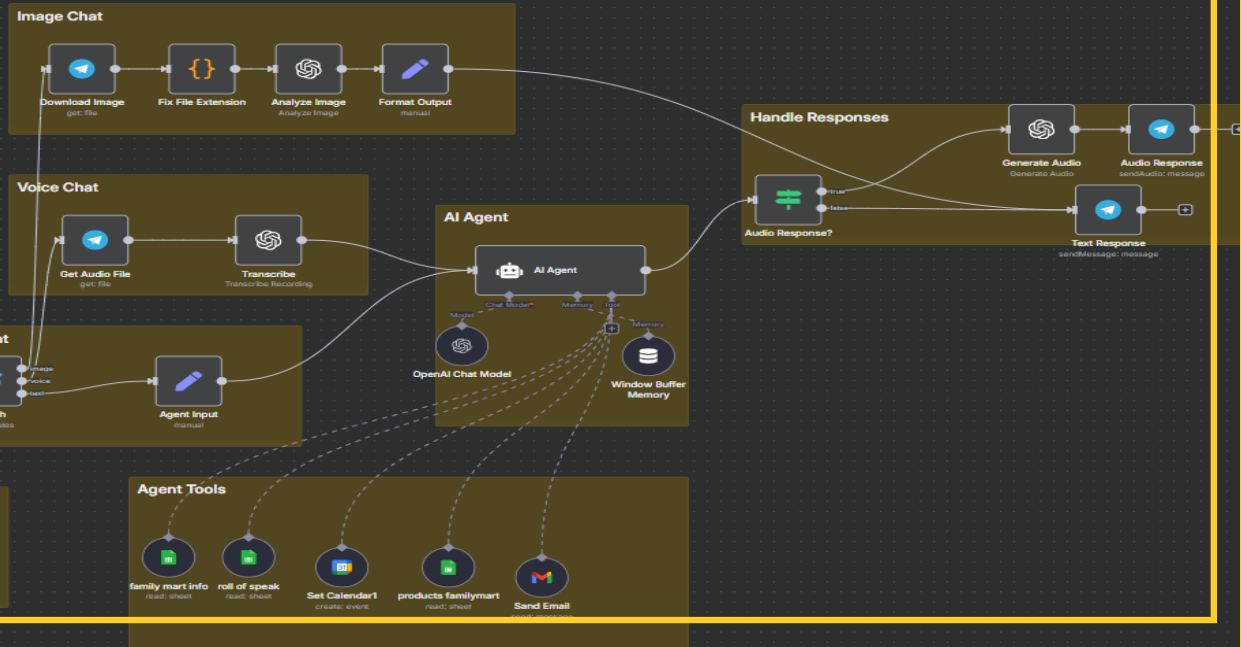 Image Chat
Download Image
get: file
Fix File Extension
Analyze Image
Analyze Image
Format Output
manual
Handle Responses
Generate Audio
Generate Audio
Audio Response
sendAudio: message
true
false
Audio Response?
Text Response
sendMessage: message
Voice Chat
Get Audio File
get: file
Transcribe
Transcribe Recording
AI Agent
AI Agent
Chat Model*
Memory
Tool
Model
Memory
OpenAI Chat Model
Window Buffer
Memory
image
voice
text
Agent Input
manual
Agent Tools
family mart info
read: sheet
roll of speak
read: sheet
31
Set Calendar1
create: event
products familymart
read: sheet
Sand Email